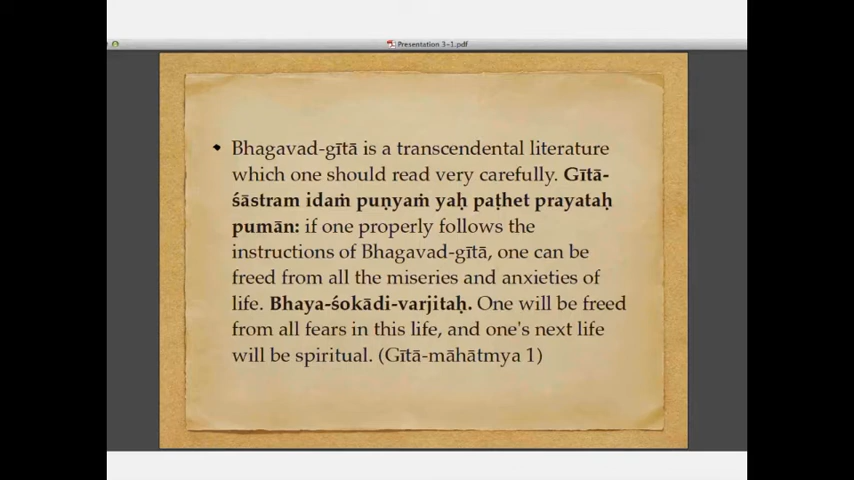 Presentation 3-1.pdf
Bhagavad-gītā is a transcendental literature
which one should read very carefully. Gītā-
śāstram idaṁ puṇyaṁ yaḥ paṭhet prayataḥ
pumān: if one properly follows the
instructions of Bhagavad-gītā, one can be
freed from all the miseries and anxieties of
life. Bhaya-śokādi-varjitaḥ. One will be freed
from all fears in this life, and one's next life
will be spiritual. (Gītā-māhātmya 1)